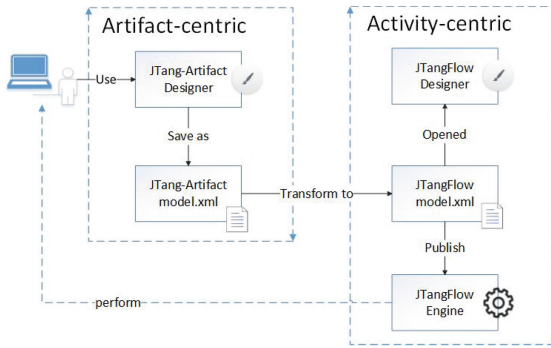 Artifact-centric
Activity-centric
Use
JTang-Artifact
Designer
JTangFlow
Designer
Save as
Opened
JTang-Artifact
model.xml
Transform to
JTangFlow
model.xml
Publish
perform
JTangFlow
Engine